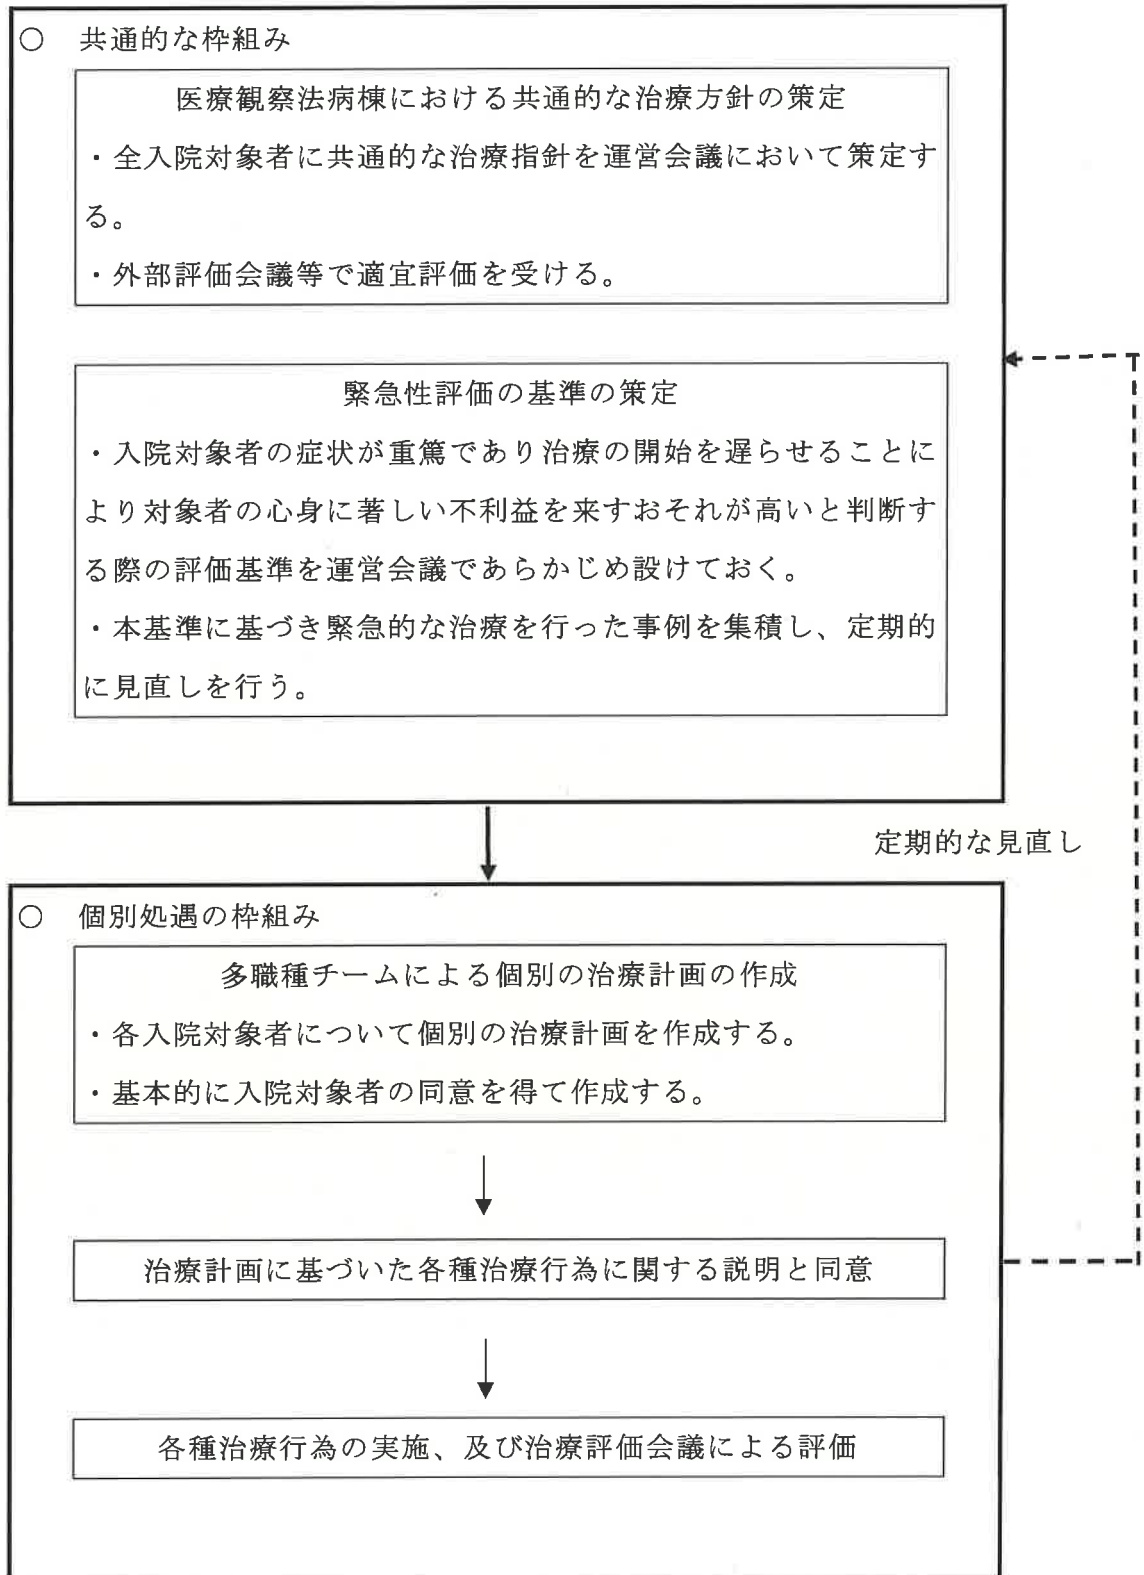 ○ 共通的な枠組み
医療観察法病棟における共通的な治療方針の策定
・全入院対象者に共通的な治療指針を運営会議において策定す
る。
・外部評価会議等で適宜評価を受ける。
緊急性評価の基準の策定
・入院対象者の症状が重篤であり治療の開始を遅らせることに
より対象者の心身に著しい不利益を来すおそれが高いと判断す
る際の評価基準を運営会議であらかじめ設けておく。
・本基準に基づき緊急的な治療を行った事例を集積し、定期的
に見直しを行う。
定期的な見直し
○ 個別処遇の枠組み
多職種チームによる個別の治療計画の作成
・各入院対象者について個別の治療計画を作成する。
・基本的に入院対象者の同意を得て作成する。
治療計画に基づいた各種治療行為に関する説明と同意
各種治療行為の実施、及び治療評価会議による評価